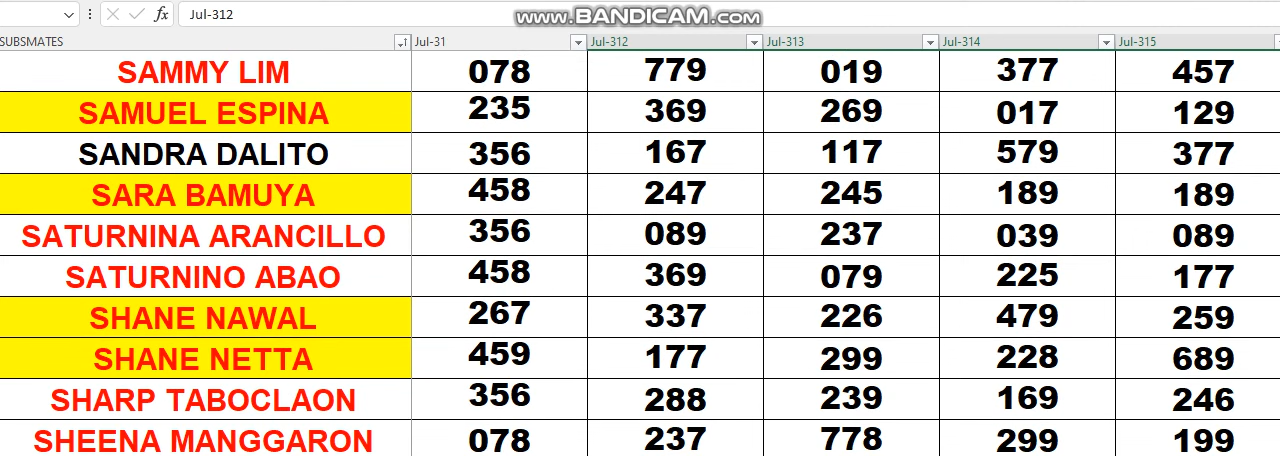 Jul-312
www.BANDICAM.com
SUBSMATES Jul-31 Jul-312 Jul-313 Jul-314 Jul-315
SAMMY LIM 078 779 019 377 457
SAMUEL ESPINA 235 369 269 017 129
SANDRA DALITO 356 167 117 579 377
SARA BAMUYA 458 247 245 189 189
SATURNINA ARANCILLO 356 089 237 039 089
SATURNINO ABAO 458 369 079 225 177
SHANE NAWAL 267 337 226 479 259
SHANE NETTA 459 177 299 228 689
SHARP TABOCLAON 356 288 239 169 246
SHEENA MANGGARON 078 237 778 299 199